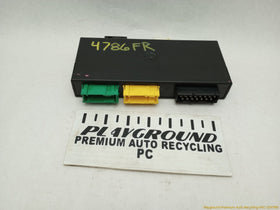 4786FR
PLAYGROUND
PREMIUM AUTO RECYCLING
PC